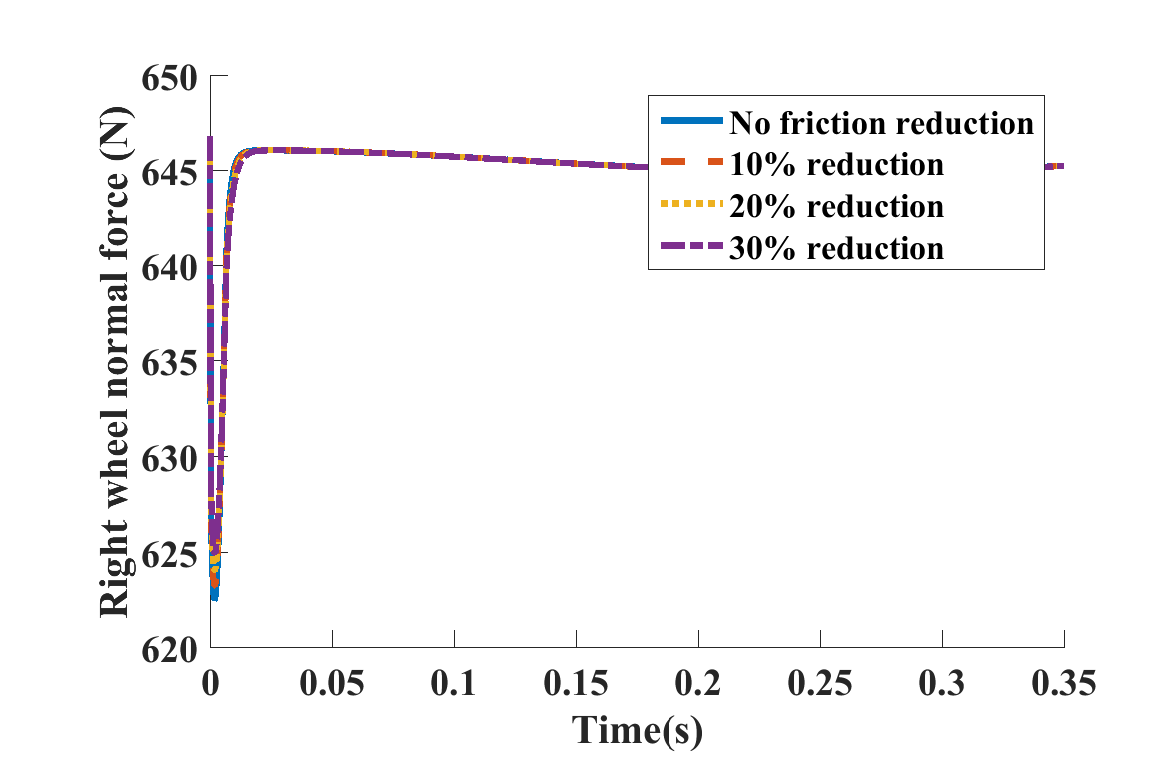 650
645
640
635
630
625
620
Right wheel normal force (N)
No friction reduction
10% reduction
20% reduction
30% reduction
0
0.05
0.1
0.15
0.2
0.25
0.3
0.35
Time(s)